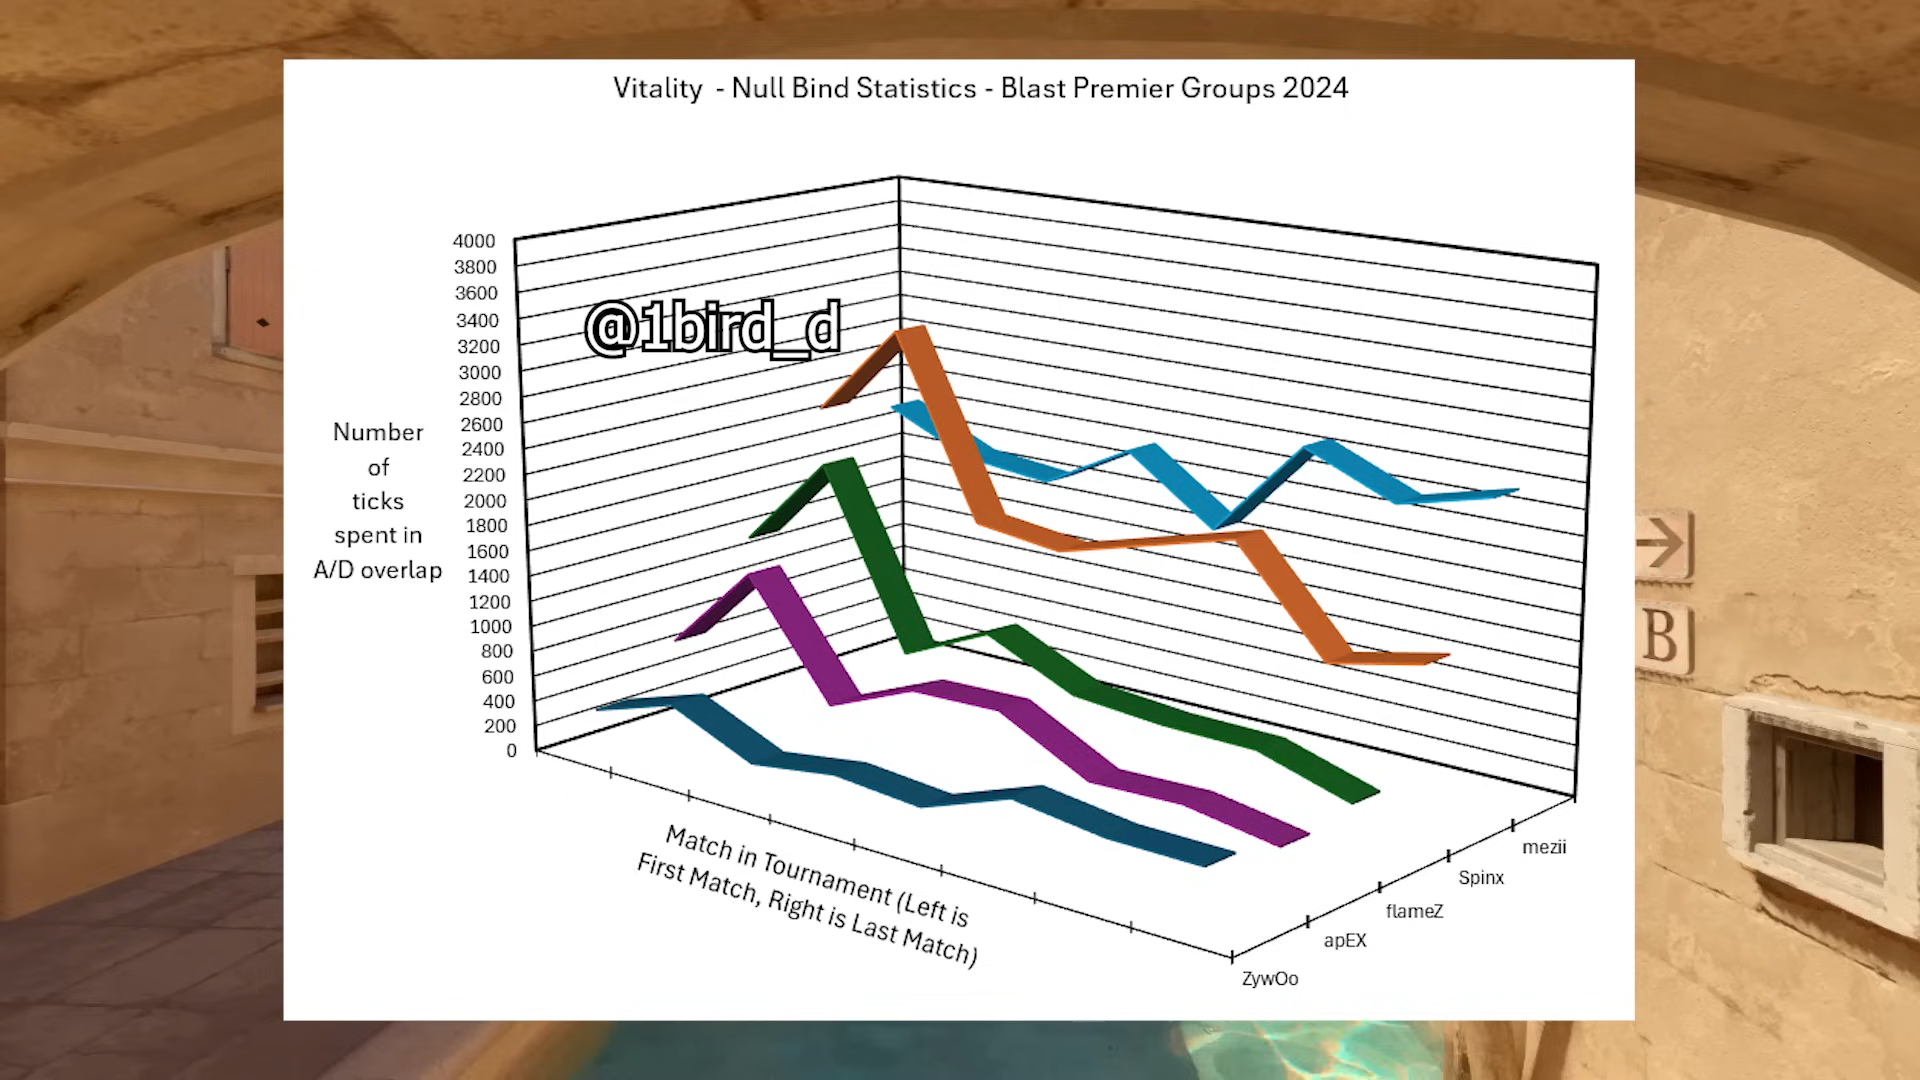 Vitality - Null Bind Statistics - Blast Premier Groups 2024
@1bird_d
4000
3800
3600
3400
3200
3000
2800
2600
2400
2200
2000
1800
1600
1400
1200
1000
800
600
400
200
0
Number
of
ticks
spent in
A/D overlap
Match in Tournament (Left is
First Match, Right is Last Match)
ZywOo
apEX
flameZ
Spinx
mezii
B